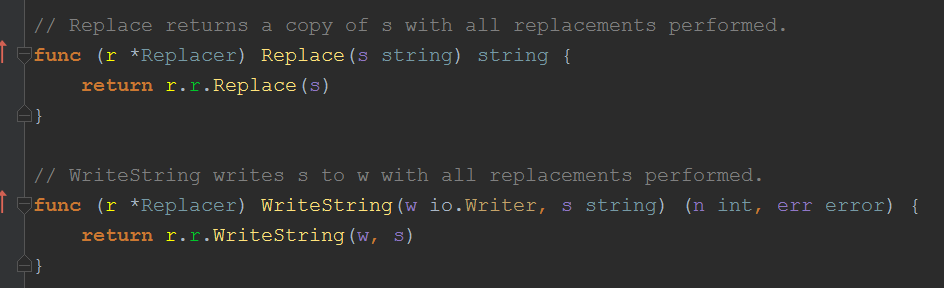 // Replace returns a copy of s with all replacements performed.
func (r *Replacer) Replace(s string) string {
    return r.r.Replace(s)
}

// WriteString writes s to w with all replacements performed.
func (r *Replacer) WriteString(w io.Writer, s string) (n int, err error) {
    return r.r.WriteString(w, s)
}